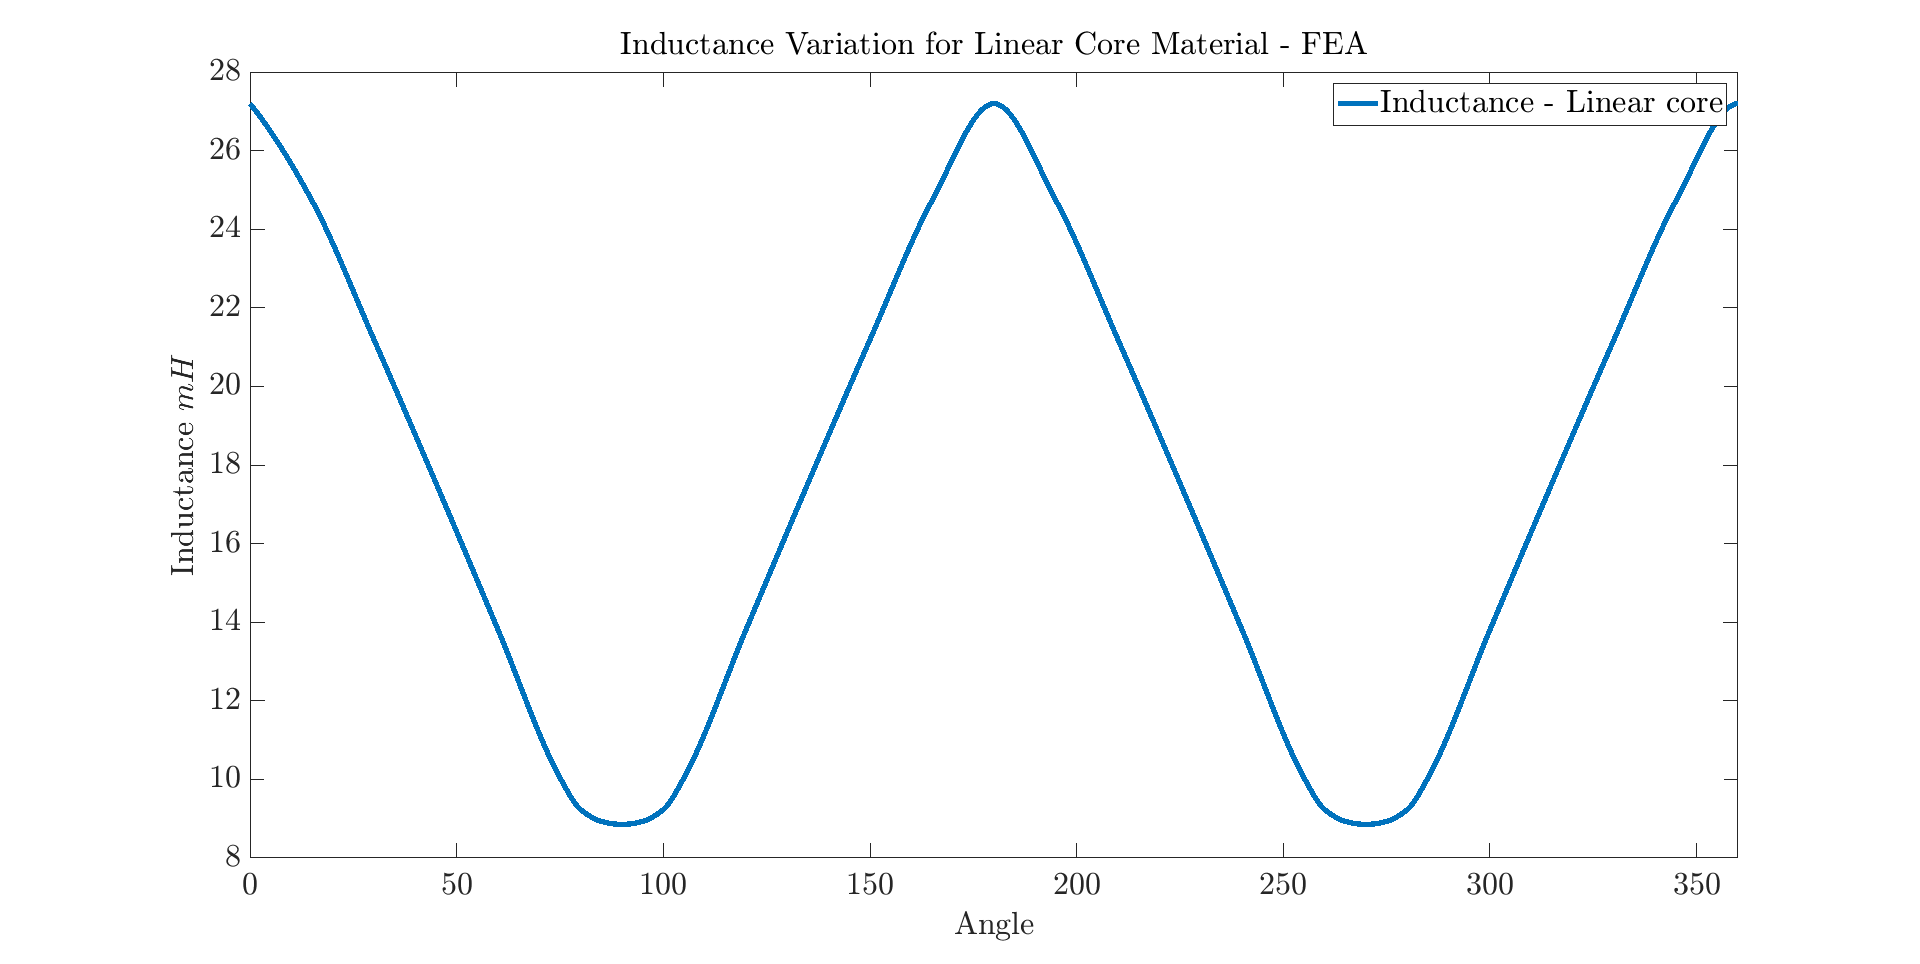 Inductance Variation for Linear Core Material - FEA
Inductance - Linear core
28
26
24
22
20
18
16
14
12
10
8
Inductance mH
0 50 100 150 200 250 300 350
Angle